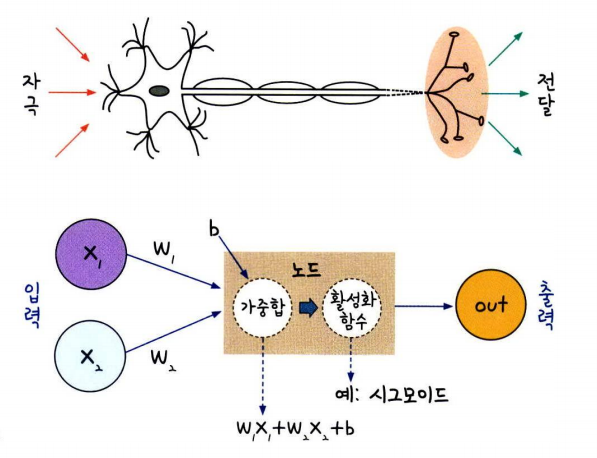 자극
전달
b
X₁
W₁
노드
입력
가중합
활성화
함수
out
출력
X₂
W₂
예: 시그모이드
W₁X₁+W₂X₂+b